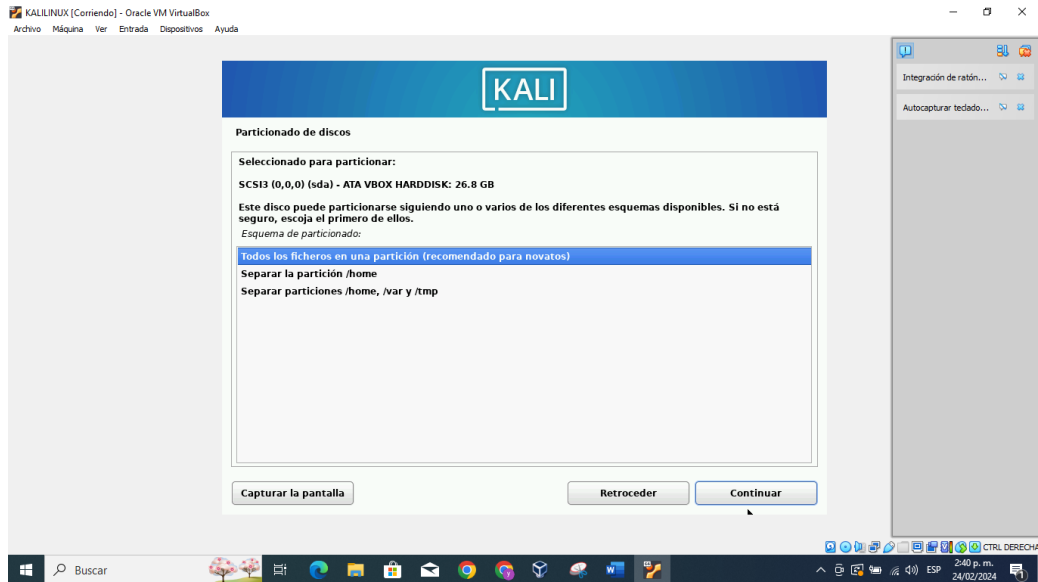 KALILINUX [Corriendo] - Oracle VM VirtualBox
Archivo Máquina Ver Entrada Dispositivos Ayuda
Integración de ratón...
Autocapturar teclado...
KALI
Particionado de discos
Seleccionado para particionar:
SCSI3 (0,0,0) (sda) - ATA VBOX HARDDISK: 26.8 GB
Este disco puede particionarse siguiendo uno o varios de los diferentes esquemas disponibles. Si no está
seguro, escoja el primero de ellos.
Esquema de particionado:
Todos los ficheros en una partición (recomendado para novatos)
Separar la partición /home
Separar particiones /home, /var y /tmp
Capturar la pantalla Retroceder Continuar
CTRL DERECHA
Buscar
ESP
2:40 p. m.
24/02/2024